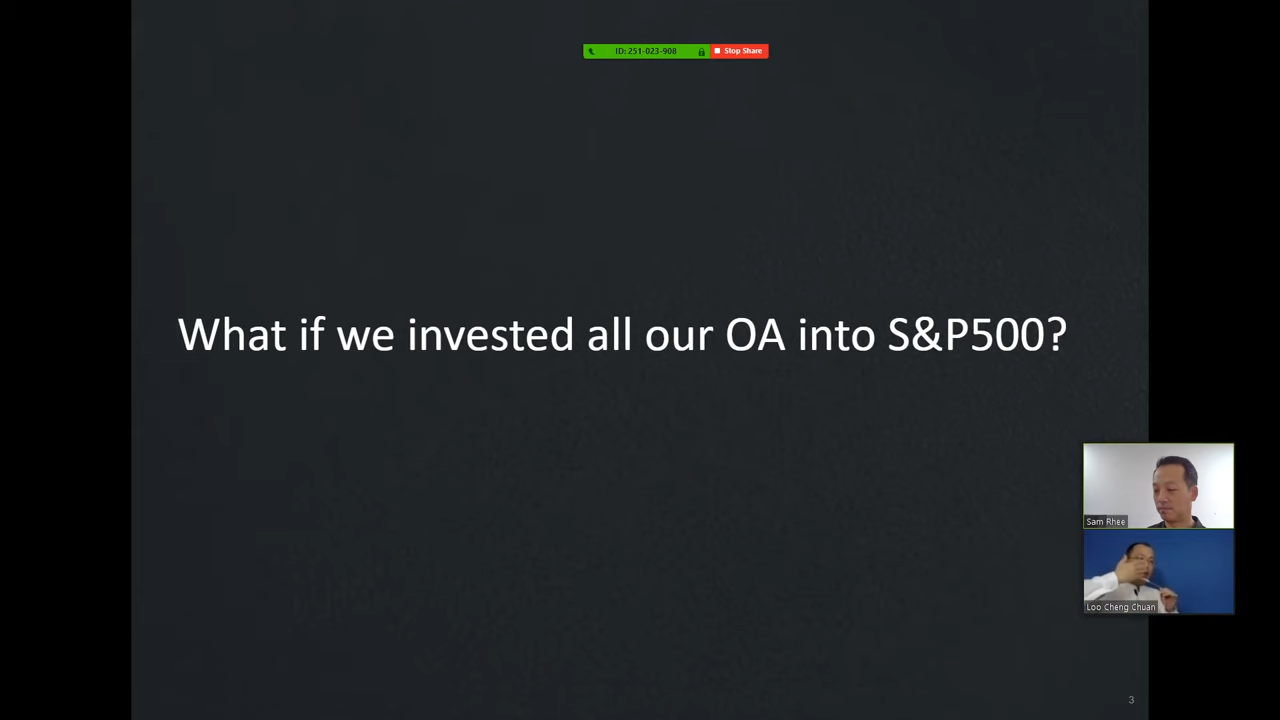 ID: 251-023-908
Stop Share
What if we invested all our OA into S&P500?
Sam Rhee
Loo Cheng Chuan
3